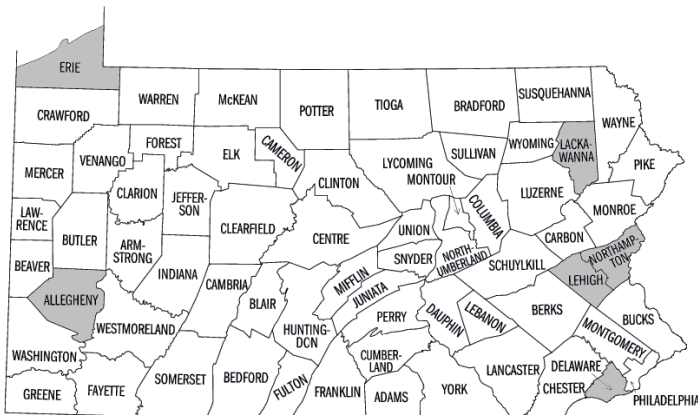 ERIE
CRAWFORD
WARREN
McKEAN
POTTER
TIOGA
BRADFORD
SUSQUEHANNA
WAYNE
MERCER
VENANGO
FOREST
ELK
CAMERON
CLINTON
LYCOMING
SULLIVAN
WYOMING
LACKA-
WANNA
PIKE
MONTOUR
COLUMBIA
LUZERNE
MONROE
LAW-
RENCE
BUTLER
CLARION
JEFFER-
SON
CLEARFIELD
CENTRE
UNION
SNYDER
NORTH-
UMBERLAND
SCHUYLKILL
CARBON
NORTHAMP-
TON
LEHIGH
BEAVER
ARM-
STRONG
INDIANA
CAMBRIA
BLAIR
MIFFLIN
JUNIATA
PERRY
DAUPHIN
LEBANON
BERKS
BUCKS
MONTGOMERY
ALLEGHENY
WESTMORELAND
HUNTING-
DCN
CUMBER-
LAND
LANCASTER
DELAWARE
CHESTER
PHILADELPHIA
WASHINGTON
GREENE
FAYETTE
SOMERSET
BEDFORD
FULTON
FRANKLIN
ADAMS
YORK